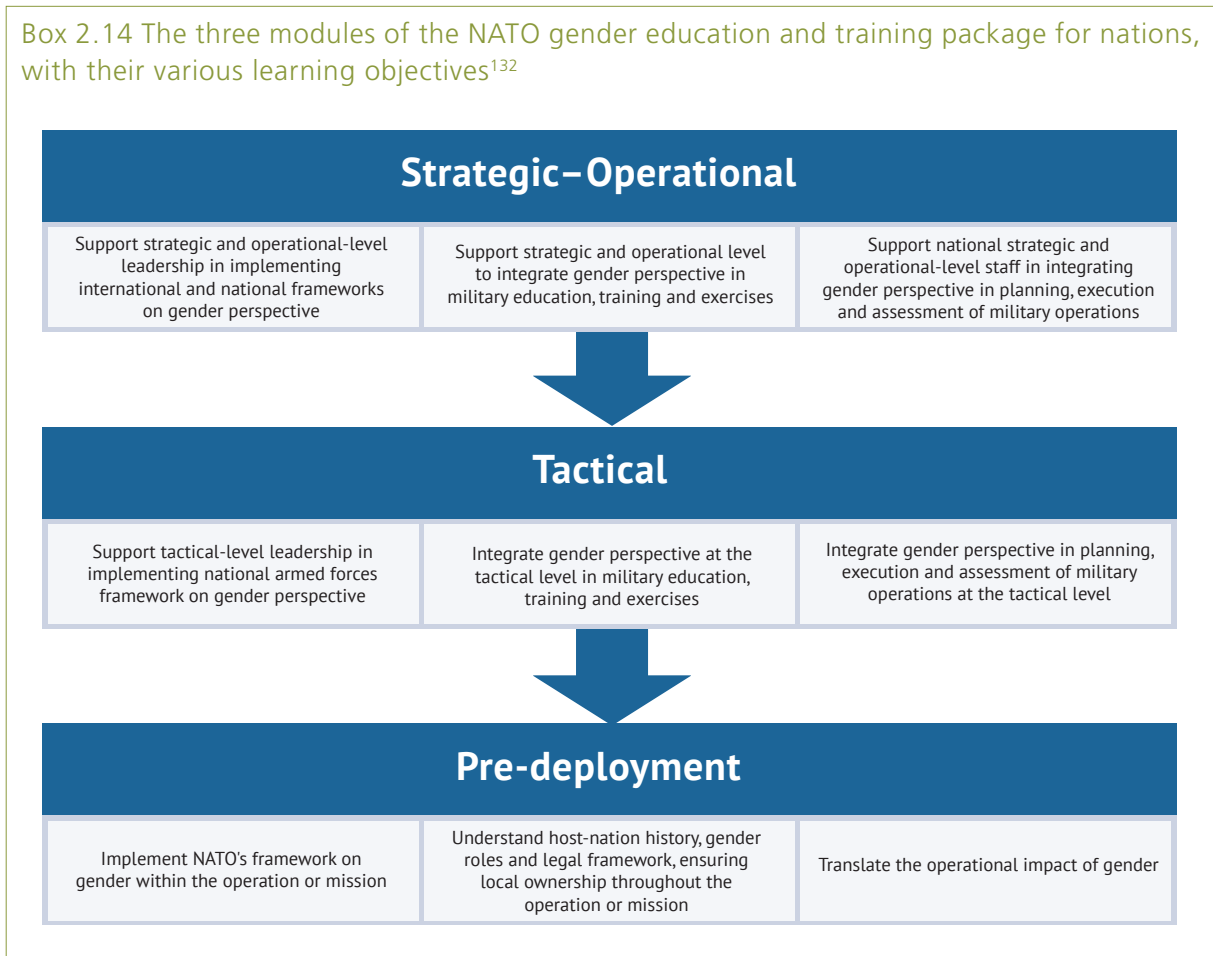 Box 2.14 The three modules of the NATO gender education and training package for nations,
with their various learning objectives132
Strategic–Operational
Support strategic and operational-level
leadership in implementing
international and national frameworks
on gender perspective
Support strategic and operational level
to integrate gender perspective in
military education, training and exercises
Support national strategic and
operational-level staff in integrating
gender perspective in planning, execution
and assessment of military operations
Tactical
Support tactical-level leadership in
implementing national armed forces
framework on gender perspective
Integrate gender perspective at the
tactical level in military education,
training and exercises
Integrate gender perspective in planning,
execution and assessment of military
operations at the tactical level
Pre-deployment
Implement NATO's framework on
gender within the operation or mission
Understand host-nation history, gender
roles and legal framework, ensuring
local ownership throughout the
operation or mission
Translate the operational impact of gender